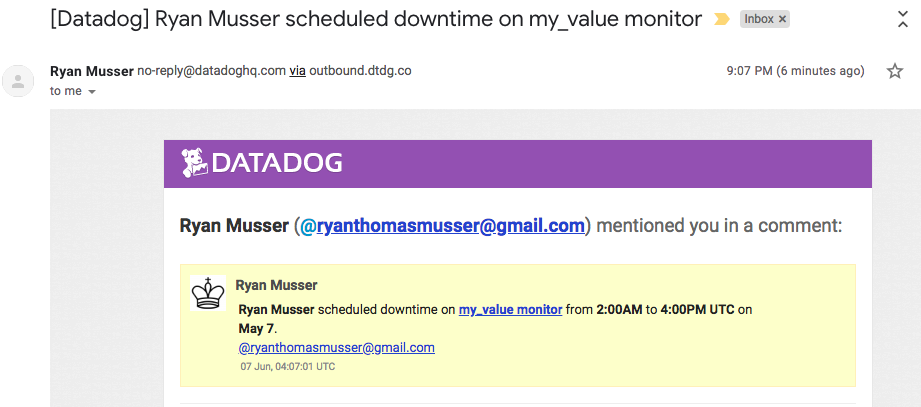 [Datadog] Ryan Musser scheduled downtime on my_value monitor Inbox ×
Ryan Musser no-reply@datadoghq.com via outbound.dtdg.co 9:07 PM (6 minutes ago)
to me
DATADOG
Ryan Musser (@ryanthomasmusser@gmail.com) mentioned you in a comment:
Ryan Musser
Ryan Musser scheduled downtime on my_value monitor from 2:00AM to 4:00PM UTC on
May 7.
@ryanthomasmusser@gmail.com
07 Jun, 04:07:01 UTC